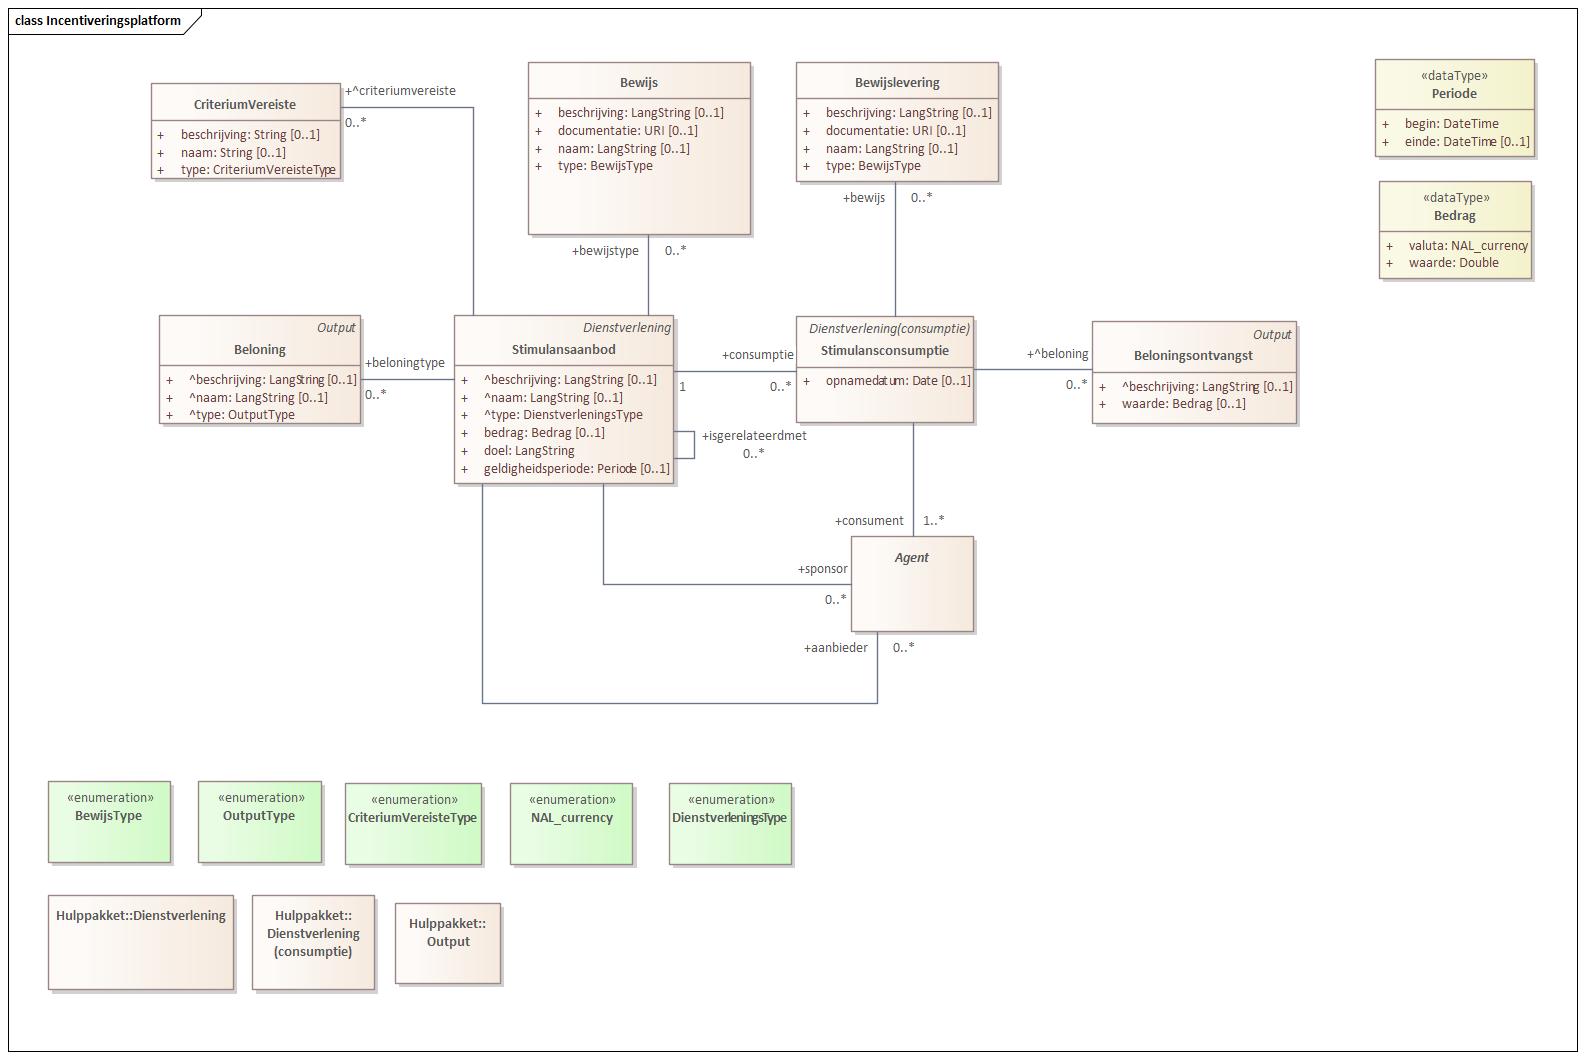 class Incentiveringsplatform
CriteriumVereiste
+ beschrijving: String [0..1]
+ naam: String [0..1]
+ type: CriteriumVereisteType
+^criteriumvereiste
0..*
Bewijs
+ beschrijving: LangString [0..1]
+ documentatie: URI [0..1]
+ naam: LangString [0..1]
+ type: BewijsType
+bewijstype
0..*
Bewijslevering
+ beschrijving: LangString [0..1]
+ documentatie: URI [0..1]
+ naam: LangString [0..1]
+ type: BewijsType
+bewijs
0..*
«dataType»
Periode
+ begin: DateTime
+ einde: DateTime [0..1]
«dataType»
Bedrag
+ valuta: NAL_currency
+ waarde: Double
Output
Beloning
+ ^beschrijving: LangString [0..1]
+ ^naam: LangString [0..1]
+ ^type: OutputType
+beloningtype
0..*
Dienstverlening
Stimulansaanbod
+ ^beschrijving: LangString [0..1]
+ ^naam: LangString [0..1]
+ ^type: DienstverleningsType
+ bedrag: Bedrag [0..1]
+ doel: LangString
+ geldigheidsperiode: Periode [0..1]
+consumptie
1
0..*
+isgerelateerdmet
0..*
Dienstverlening(consumptie)
Stimulansconsumptie
+ opnamedatum: Date [0..1]
+^beloning
0..*
Output
Beloningsontvangst
+ ^beschrijving: LangString [0..1]
+ waarde: Bedrag [0..1]
+consument
1..*
Agent
+sponsor
0..*
+aanbieder
0..*
«enumeration»
BewijsType
«enumeration»
OutputType
«enumeration»
CriteriumVereisteType
«enumeration»
NAL_currency
«enumeration»
DienstverleningsType
Hulppakket::Dienstverlening
Hulppakket::
Dienstverlening
(consumptie)
Hulppakket::
Output